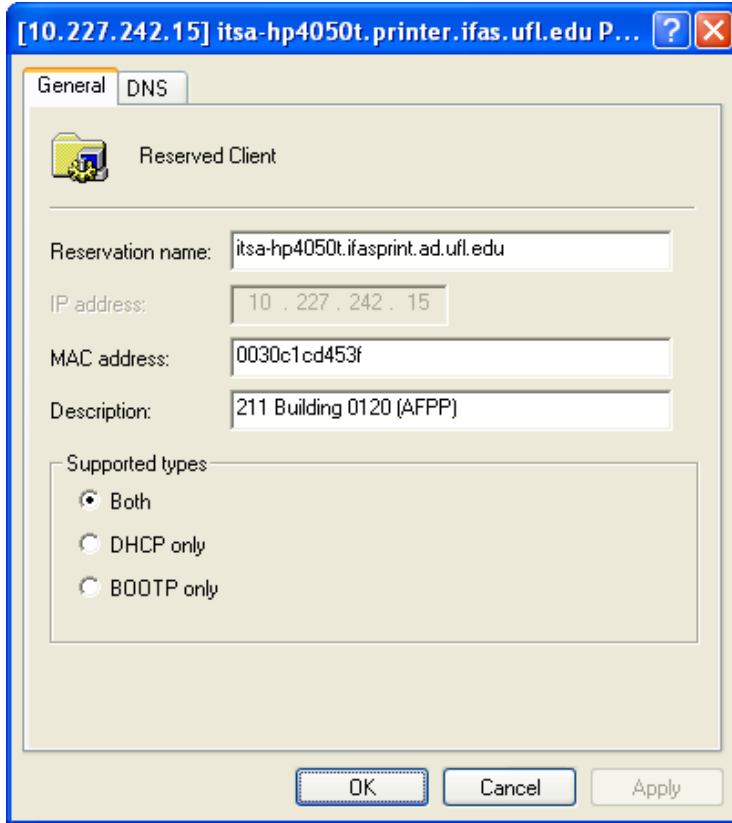 [10.227.242.15] itsa-hp4050t.printer.ifas.ufl.edu P...
General DNS
Reserved Client
Reservation name: itsa-hp4050t.ifasprint.ad.ufl.edu
IP address: 10 . 227 . 242 . 15
MAC address: 0030c1cd453f
Description: 211 Building 0120 (AFPP)
Supported types
Both
DHCP only
BOOTP only
OK Cancel Apply